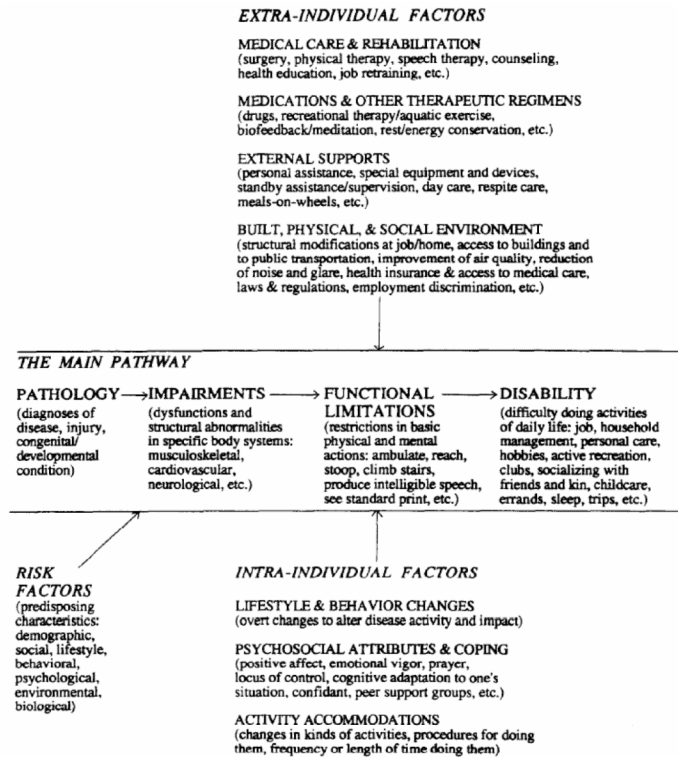 EXTRA-INDIVIDUAL FACTORS
MEDICAL CARE & REHABILITATION
(surgery, physical therapy, speech therapy, counseling,
health education, job retraining, etc.)
MEDICATIONS & OTHER THERAPEUTIC REGIMENS
(drugs, recreational therapy/aquatic exercise,
biofeedback/meditation, rest/energy conservation, etc.)
EXTERNAL SUPPORTS
(personal assistance, special equipment and devices,
standby assistance/supervision, day care, respite care,
meals-on-wheels, etc.)
BUILT, PHYSICAL, & SOCIAL ENVIRONMENT
(structural modifications at job/home, access to buildings and
to public transportation, improvement of air quality, reduction
of noise and glare, health insurance & access to medical care,
laws & regulations, employment discrimination, etc.)
THE MAIN PATHWAY
PATHOLOGY
(diagnoses of
disease, injury,
congenital/
developmental
condition)
IMPAIRMENTS
(dysfunctions and
structural abnormalities
in specific body systems:
musculoskeletal,
cardiovascular,
neurological, etc.)
FUNCTIONAL
LIMITATIONS
(restrictions in basic
physical and mental
actions: ambulate, reach,
stoop, climb stairs,
produce intelligible speech,
see standard print, etc.)
DISABILITY
(difficulty doing activities
of daily life: job, household
management, personal care,
hobbies, active recreation,
clubs, socializing with
friends and kin, childcare,
errands, sleep, trips, etc.)
RISK
FACTORS
(predisposing
characteristics:
demographic,
social, lifestyle,
behavioral,
psychological,
environmental,
biological)
INTRA-INDIVIDUAL FACTORS
LIFESTYLE & BEHAVIOR CHANGES
(overt changes to alter disease activity and impact)
PSYCHOSOCIAL ATTRIBUTES & COPING
(positive affect, emotional vigor, prayer,
locus of control, cognitive adaptation to one's
situation, confidant, peer support groups, etc.)
ACTIVITY ACCOMMODATIONS
(changes in kinds of activities, procedures for doing
them, frequency or length of time doing them)